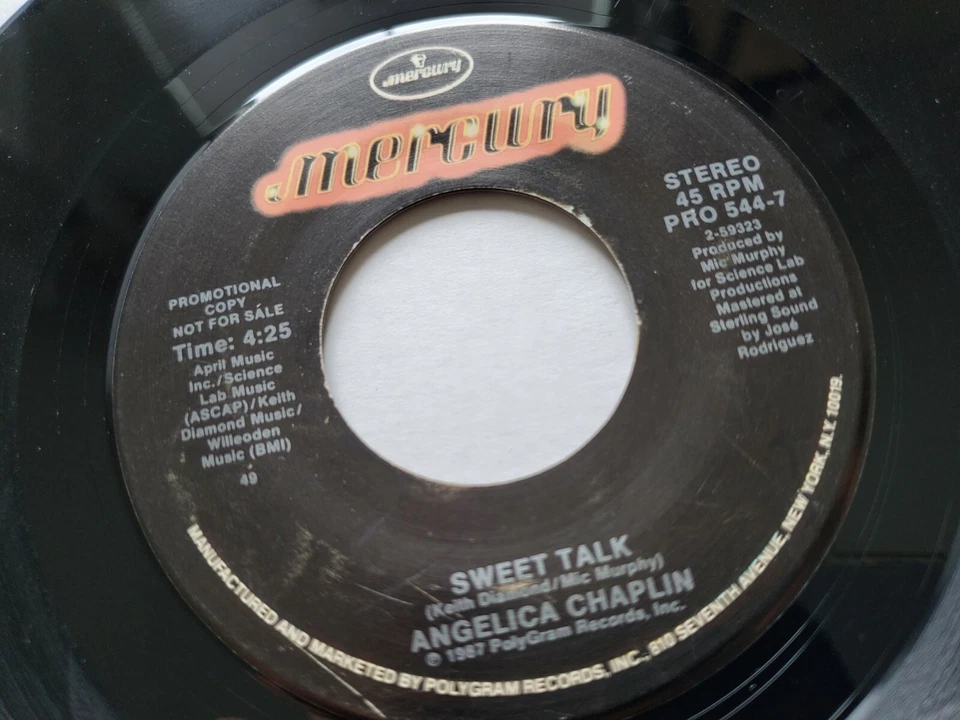 mercury
mercury
STEREO
45 RPM
PRO 544-7
2-59323
Produced by
Mic Murphy
for Science Lab
Productions
Mastered at
Sterling Sound
by José
Rodriguez
PROMOTIONAL
COPY
NOT FOR SALE
Time: 4:25
April Music
Inc./Science
Lab Music
(ASCAP)/Keith
Diamond Music/
Willeoden
Music (BMI)
49
SWEET TALK
(Keith Diamond/Mic Murphy)
ANGELICA CHAPLIN
℗ 1987 PolyGram Records, Inc.
MANUFACTURED AND MARKETED BY POLYGRAM RECORDS, INC., 810 SEVENTH AVENUE, NEW YORK, N.Y. 10019.